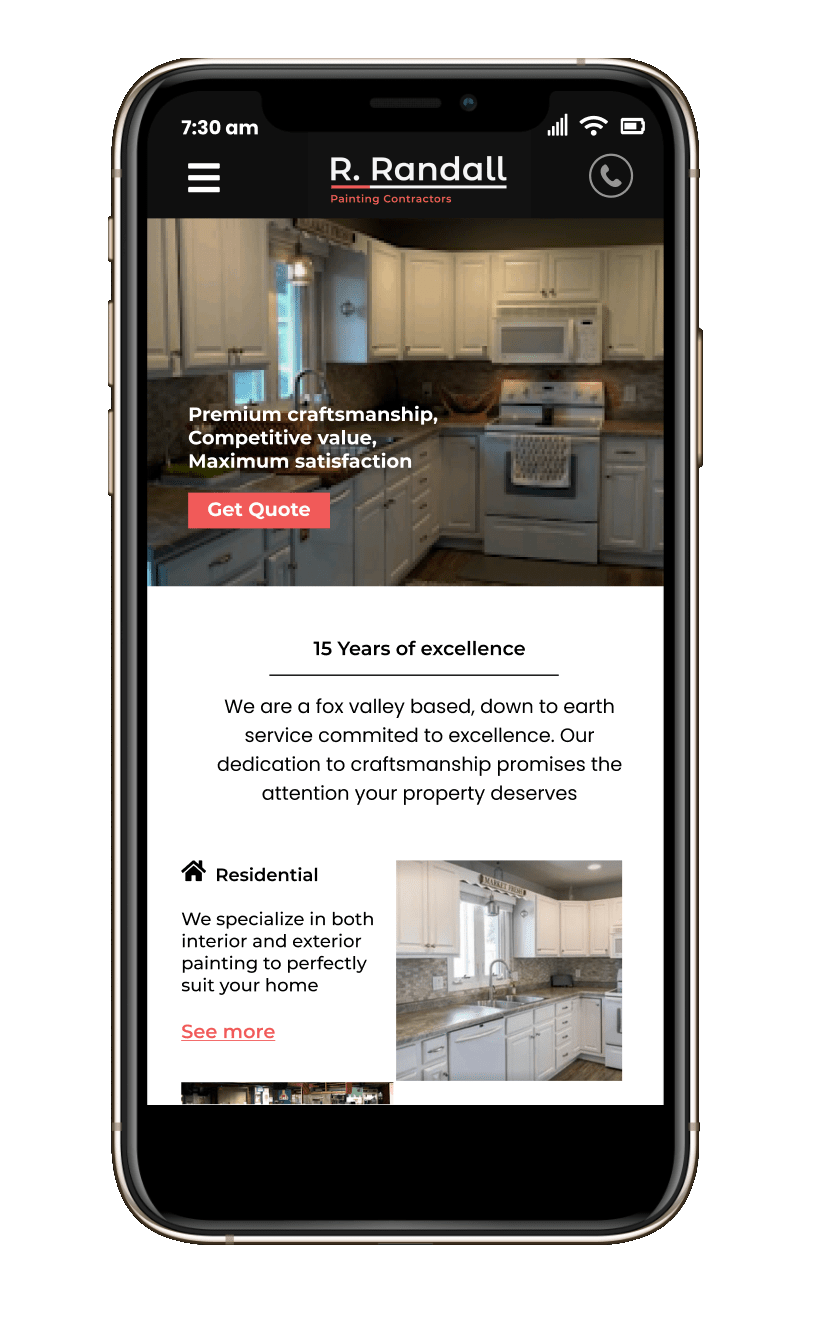 7:30 am
R. Randall
Painting Contractors
Premium craftsmanship,
Competitive value,
Maximum satisfaction
Get Quote
15 Years of excellence
We are a fox valley based, down to earth
service commited to excellence. Our
dedication to craftsmanship promises the
attention your property deserves
Residential
We specialize in both
interior and exterior
painting to perfectly
suit your home
See more
MARKET FRESH